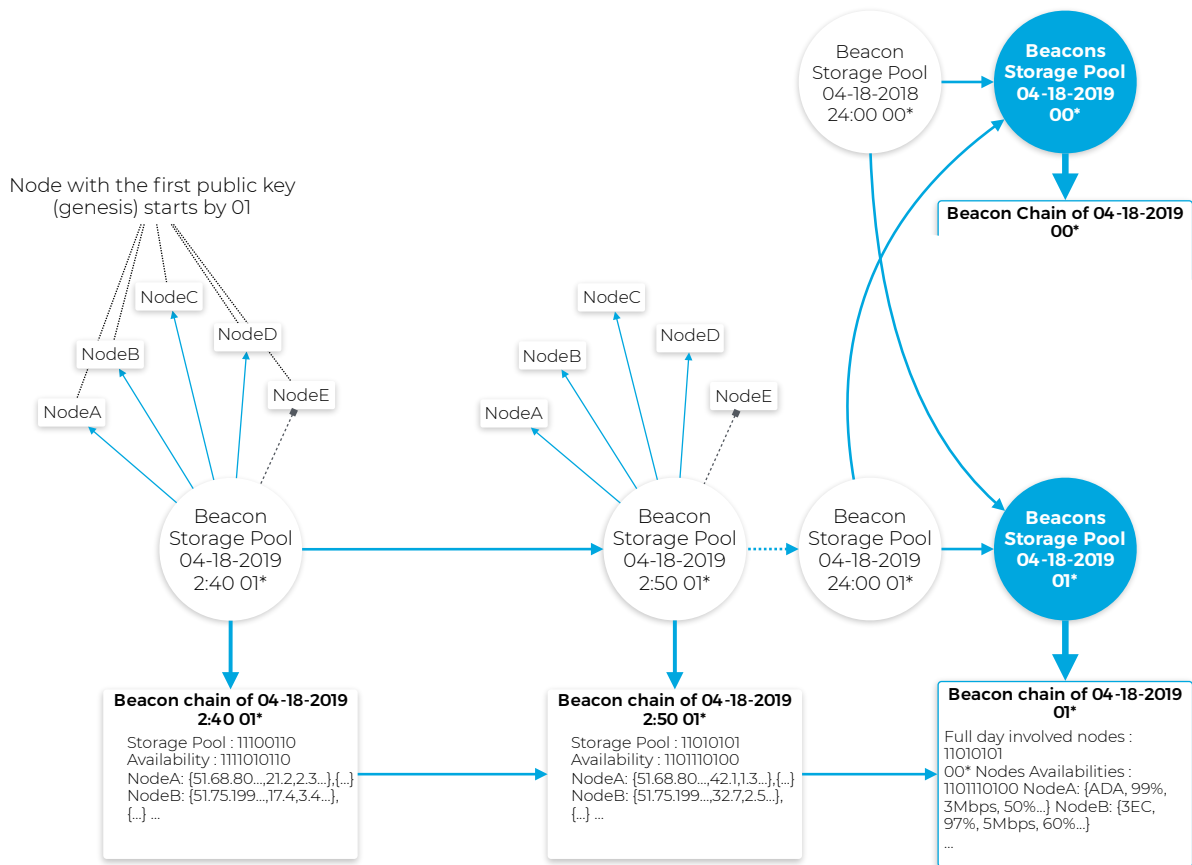 Beacon
Storage Pool
04-18-2018
24:00 00*
Beacons
Storage Pool
04-18-2019
00*
Beacon Chain of 04-18-2019
00*
Node with the first public key
(genesis) starts by 01
NodeC
NodeD
NodeB
NodeE
NodeA
NodeC
NodeD
NodeB
NodeE
NodeA
Beacon
Storage Pool
04-18-2019
2:40 01*
Beacon
Storage Pool
04-18-2019
2:50 01*
Beacon
Storage Pool
04-18-2019
24:00 01*
Beacons
Storage Pool
04-18-2019
01*
Beacon chain of 04-18-2019
2:40 01*
Storage Pool : 11100110
Availability : 1111010110
NodeA: {51.68.80...,21.2,2.3...},{...}
NodeB: {51.75.199...,17.4,3.4...},
{...} ...
Beacon chain of 04-18-2019
2:50 01*
Storage Pool : 11010101
Availability : 1101110100
NodeA: {51.68.80...,42.1,1.3...},{...}
NodeB: {51.75.199...,32.7,2.5...},
{...} ...
Beacon chain of 04-18-2019
01*
Full day involved nodes :
11010101
00* Nodes Availabilities :
1101110100 NodeA: {ADA, 99%,
3Mbps, 50%...} NodeB: {3EC,
97%, 5Mbps, 60%...}
...